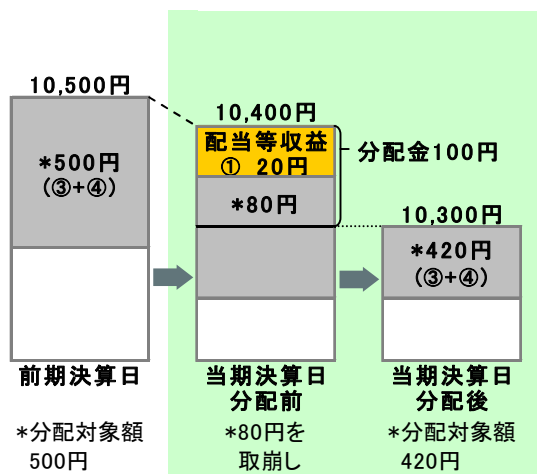 10,500円
*500円
(③+④)
前期決算日
*分配対象額
500円
10,400円
配当等収益
① 20円
*80円
分配金100円
当期決算日
分配前
*80円を
取崩し
10,300円
*420円
(③+④)
当期決算日
分配後
*分配対象額
420円